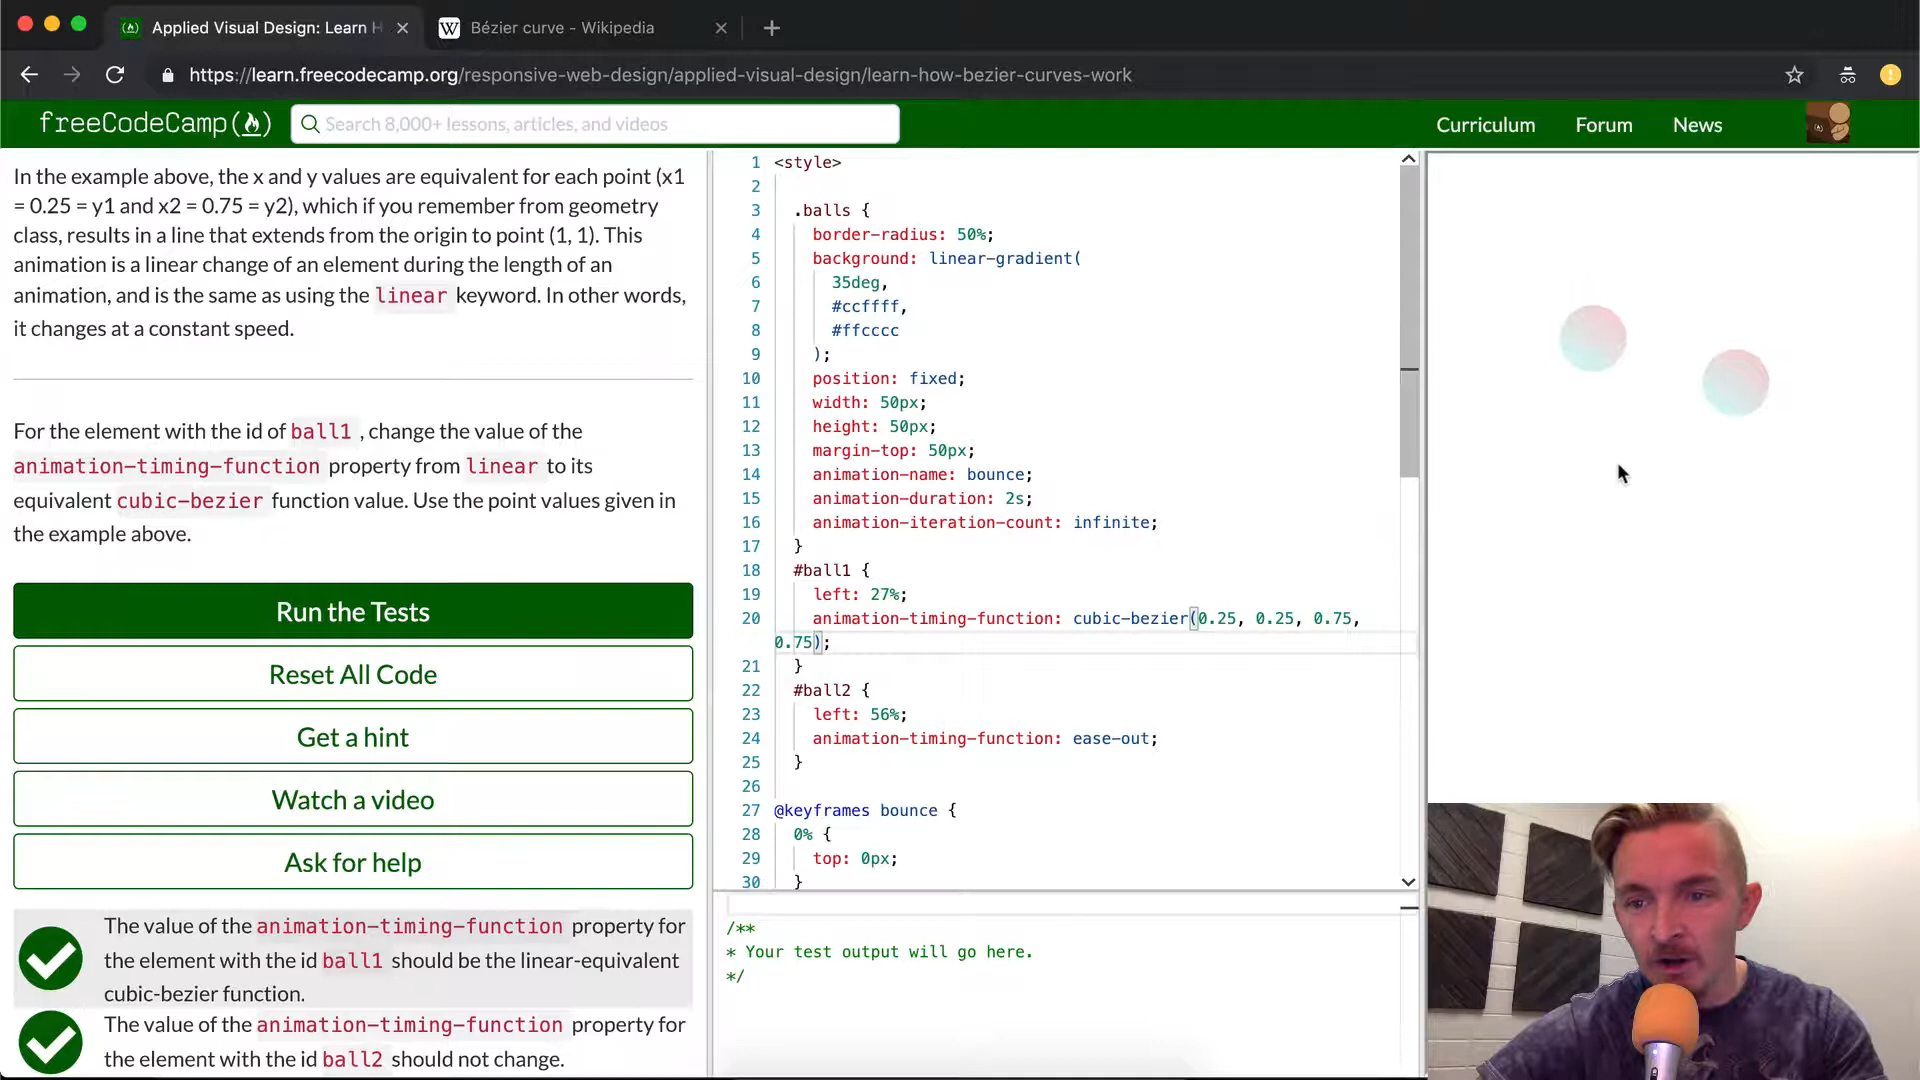 Applied Visual Design: Learn H
W Bézier curve - Wikipedia
https://learn.freecodecamp.org/responsive-web-design/applied-visual-design/learn-how-bezier-curves-work
freeCodeCamp
Search 8,000+ lessons, articles, and videos
Curriculum Forum News
In the example above, the x and y values are equivalent for each point (x1
= 0.25 = y1 and x2 = 0.75 = y2), which if you remember from geometry
class, results in a line that extends from the origin to point (1, 1). This
animation is a linear change of an element during the length of an
animation, and is the same as using the linear keyword. In other words,
it changes at a constant speed.
For the element with the id of ball1 , change the value of the
animation-timing-function property from linear to its
equivalent cubic-bezier function value. Use the point values given in
the example above.
Run the Tests
Reset All Code
Get a hint
Watch a video
Ask for help
The value of the animation-timing-function property for
the element with the id ball1 should be the linear-equivalent
cubic-bezier function.
The value of the animation-timing-function property for
the element with the id ball2 should not change.
1 <style>
2
3 .balls {
4 border-radius: 50%;
5 background: linear-gradient(
6 35deg,
7 #ccffff,
8 #ffcccc
9 );
10 position: fixed;
11 width: 50px;
12 height: 50px;
13 margin-top: 50px;
14 animation-name: bounce;
15 animation-duration: 2s;
16 animation-iteration-count: infinite;
17 }
18 #ball1 {
19 left: 27%;
20 animation-timing-function: cubic-bezier(0.25, 0.25, 0.75,
0.75);
21 }
22 #ball2 {
23 left: 56%;
24 animation-timing-function: ease-out;
25 }
26
27 @keyframes bounce {
28 0% {
29 top: 0px;
30 }
/**
* Your test output will go here.
*/